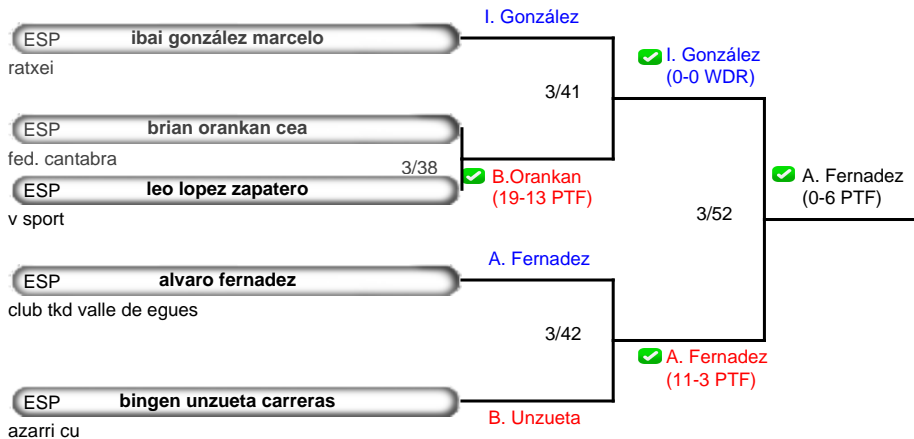 I. González
ESP ibai gonzález marcelo
ratxei
I. González
(0-0 WDR)
3/41
ESP brian orankan cea
fed. cantabra
3/38
B.Orankan
(19-13 PTF)
ESP leo lopez zapatero
v sport
A. Fernadez
(0-6 PTF)
3/52
A. Fernadez
ESP alvaro fernadez
club tkd valle de egues
3/42
A. Fernadez
(11-3 PTF)
ESP bingen unzueta carreras
B. Unzueta
azarri cu